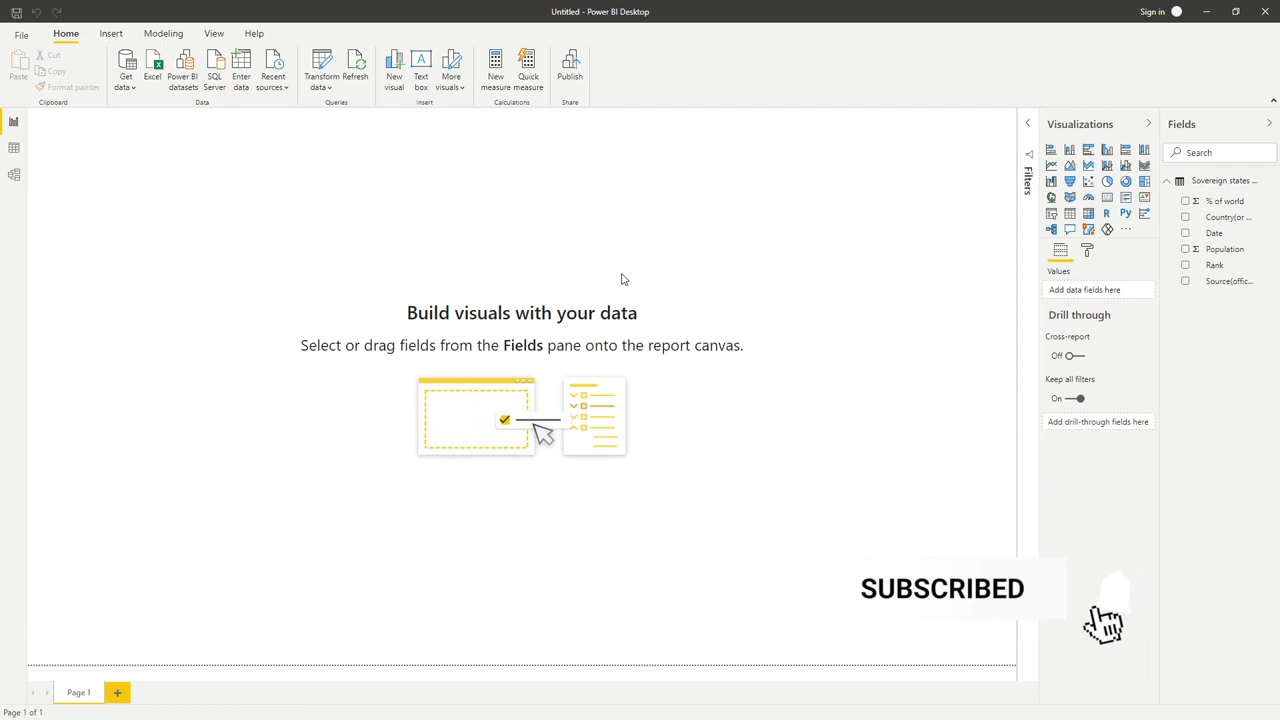 Untitled - Power BI Desktop
Sign in
File
Home
Insert
Modeling
View
Help
Paste
Cut
Copy
Format painter
Clipboard
Get data
Excel
Power BI datasets
SQL Server
Enter data
Recent sources
Data
Transform data
Refresh
Queries
New visual
A
Text box
More visuals
Insert
New measure
Quick measure
Calculations
Publish
Share
Build visuals with your data
Select or drag fields from the Fields pane onto the report canvas.
Filters
Visualizations
R
Py
Values
Add data fields here
Drill through
Cross-report
Off
Keep all filters
On
Add drill-through fields here
Fields
Search
Sovereign states ...
Σ % of world
Country(or ...
Date
Σ Population
Rank
Source(offic...
SUBSCRIBED
Page 1
+
Page 1 of 1